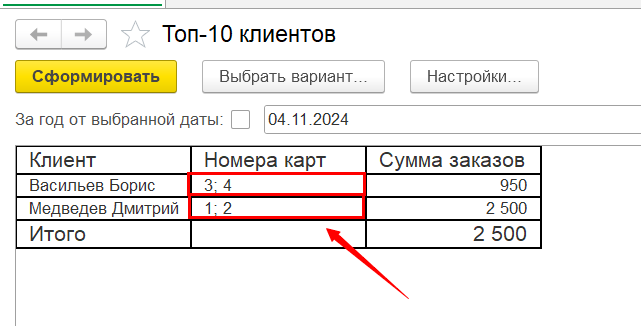 Топ-10 клиентов
Сформировать Выбрать вариант... Настройки...
За год от выбранной даты: 04.11.2024
Клиент Номера карт Сумма заказов
Васильев Борис 3; 4 950
Медведев Дмитрий 1; 2 2 500
Итого 2 500